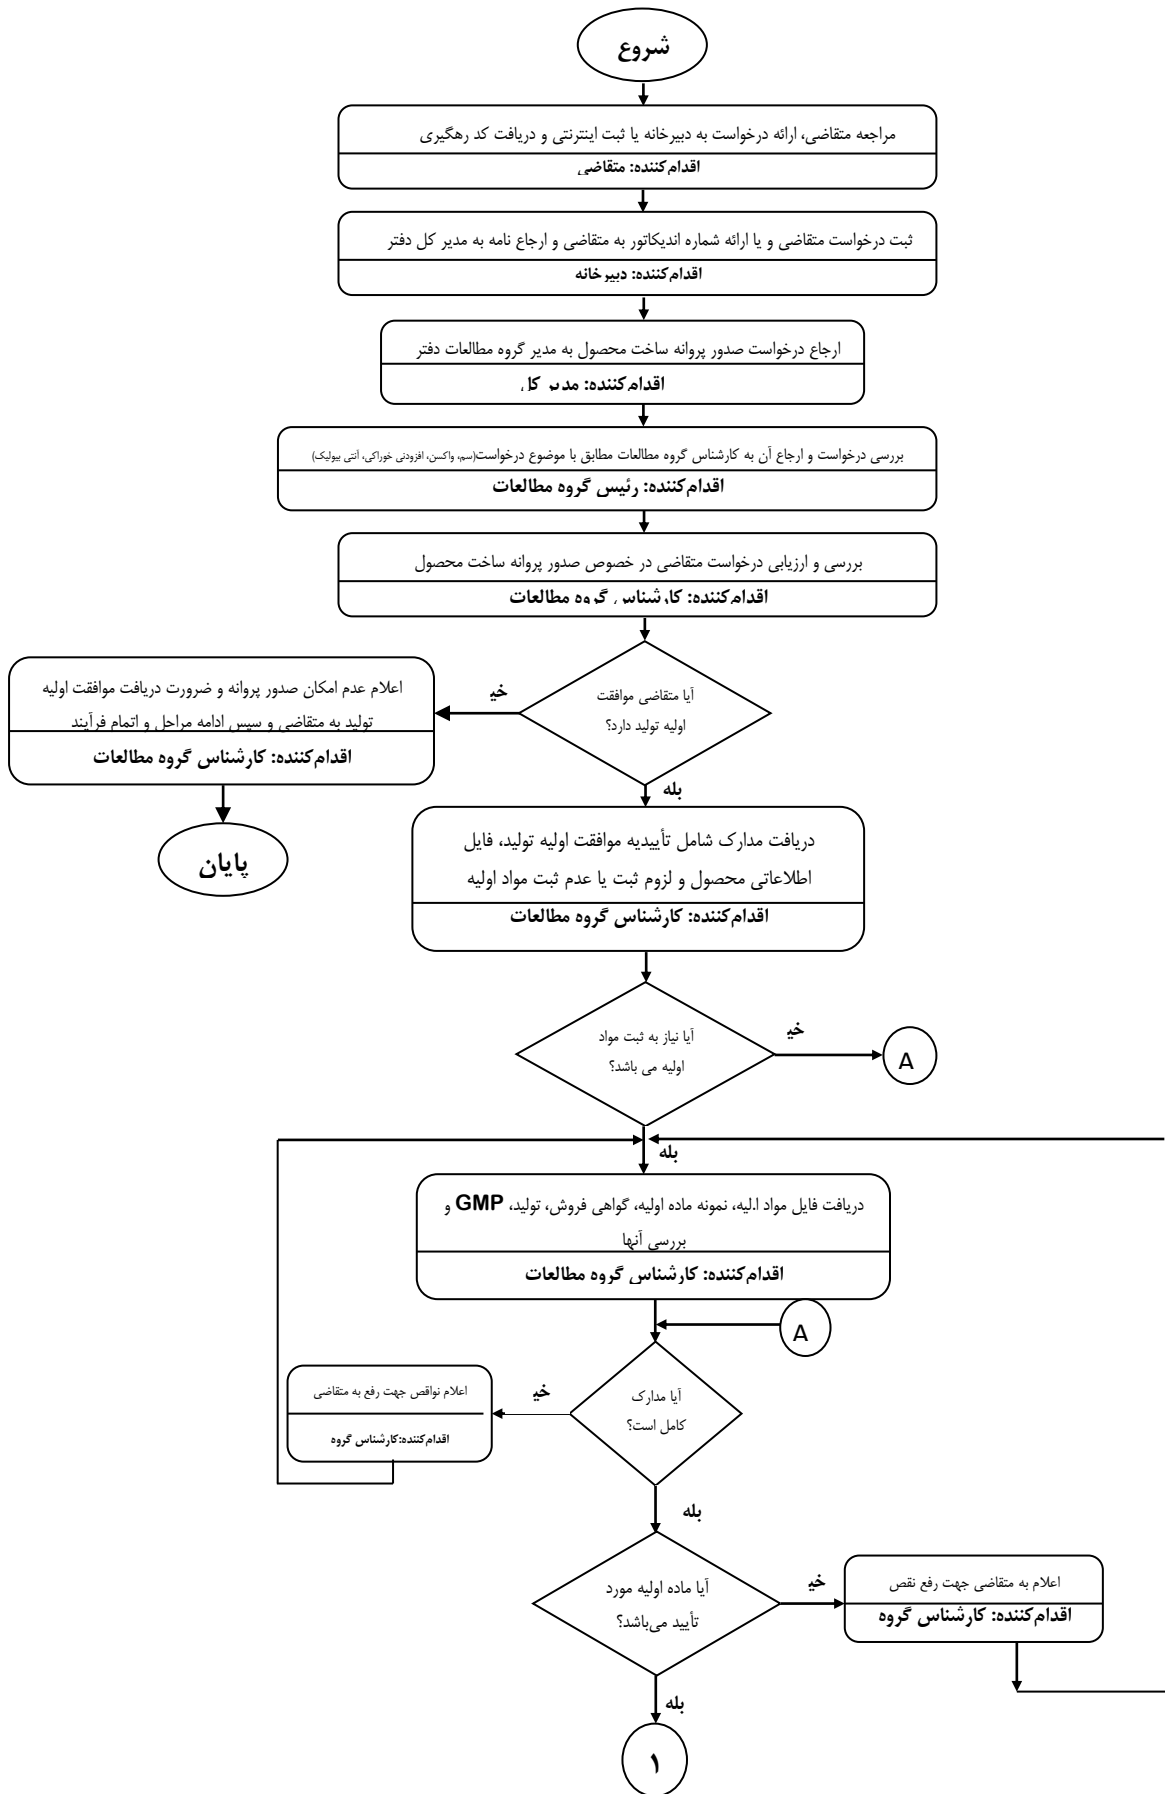 شروع
مراجعه متقاضی، ارائه درخواست به دبیرخانه یا ثبت اینترنتی و دریافت کد رهگیری
اقدام‌کننده: متقاضی
ثبت درخواست متقاضی و یا ارائه شماره اندیکاتور به متقاضی و ارجاع نامه به مدیر کل دفتر
اقدام‌کننده: دبیرخانه
ارجاع درخواست صدور پروانه ساخت محصول به مدیر گروه مطالعات دفتر
اقدام‌کننده: مدیر کل
بررسی درخواست و ارجاع آن به کارشناس گروه مطالعات مطابق با موضوع درخواست(سم، واکسن، افزودنی خوراکی، آنتی بیولیک)
اقدام‌کننده: رئیس گروه مطالعات
بررسی و ارزیابی درخواست متقاضی در خصوص صدور پروانه ساخت محصول
اقدام‌کننده: کارشناس گروه مطالعات
آیا متقاضی موافقت
اولیه تولید دارد؟
خیر
اعلام عدم امکان صدور پروانه و ضرورت دریافت موافقت اولیه
تولید به متقاضی و سپس ادامه مراحل و اتمام فرآیند
اقدام‌کننده: کارشناس گروه مطالعات
پایان
بله
دریافت مدارک شامل تأییدیه موافقت اولیه تولید، فایل
اطلاعاتی محصول و لزوم ثبت یا عدم ثبت مواد اولیه
اقدام‌کننده: کارشناس گروه مطالعات
آیا نیاز به ثبت مواد
اولیه می باشد؟
خیر
A
بله
دریافت فایل مواد ا.لیه، نمونه ماده اولیه، گواهی فروش، تولید، GMP و
بررسی آنها
اقدام‌کننده: کارشناس گروه مطالعات
A
آیا مدارک
کامل است؟
خیر
اعلام نواقص جهت رفع به متقاضی
اقدام‌کننده:کارشناس گروه
بله
آیا ماده اولیه مورد
تأیید می‌باشد؟
خیر
اعلام به متقاضی جهت رفع نقص
اقدام‌کننده: کارشناس گروه
بله
۱